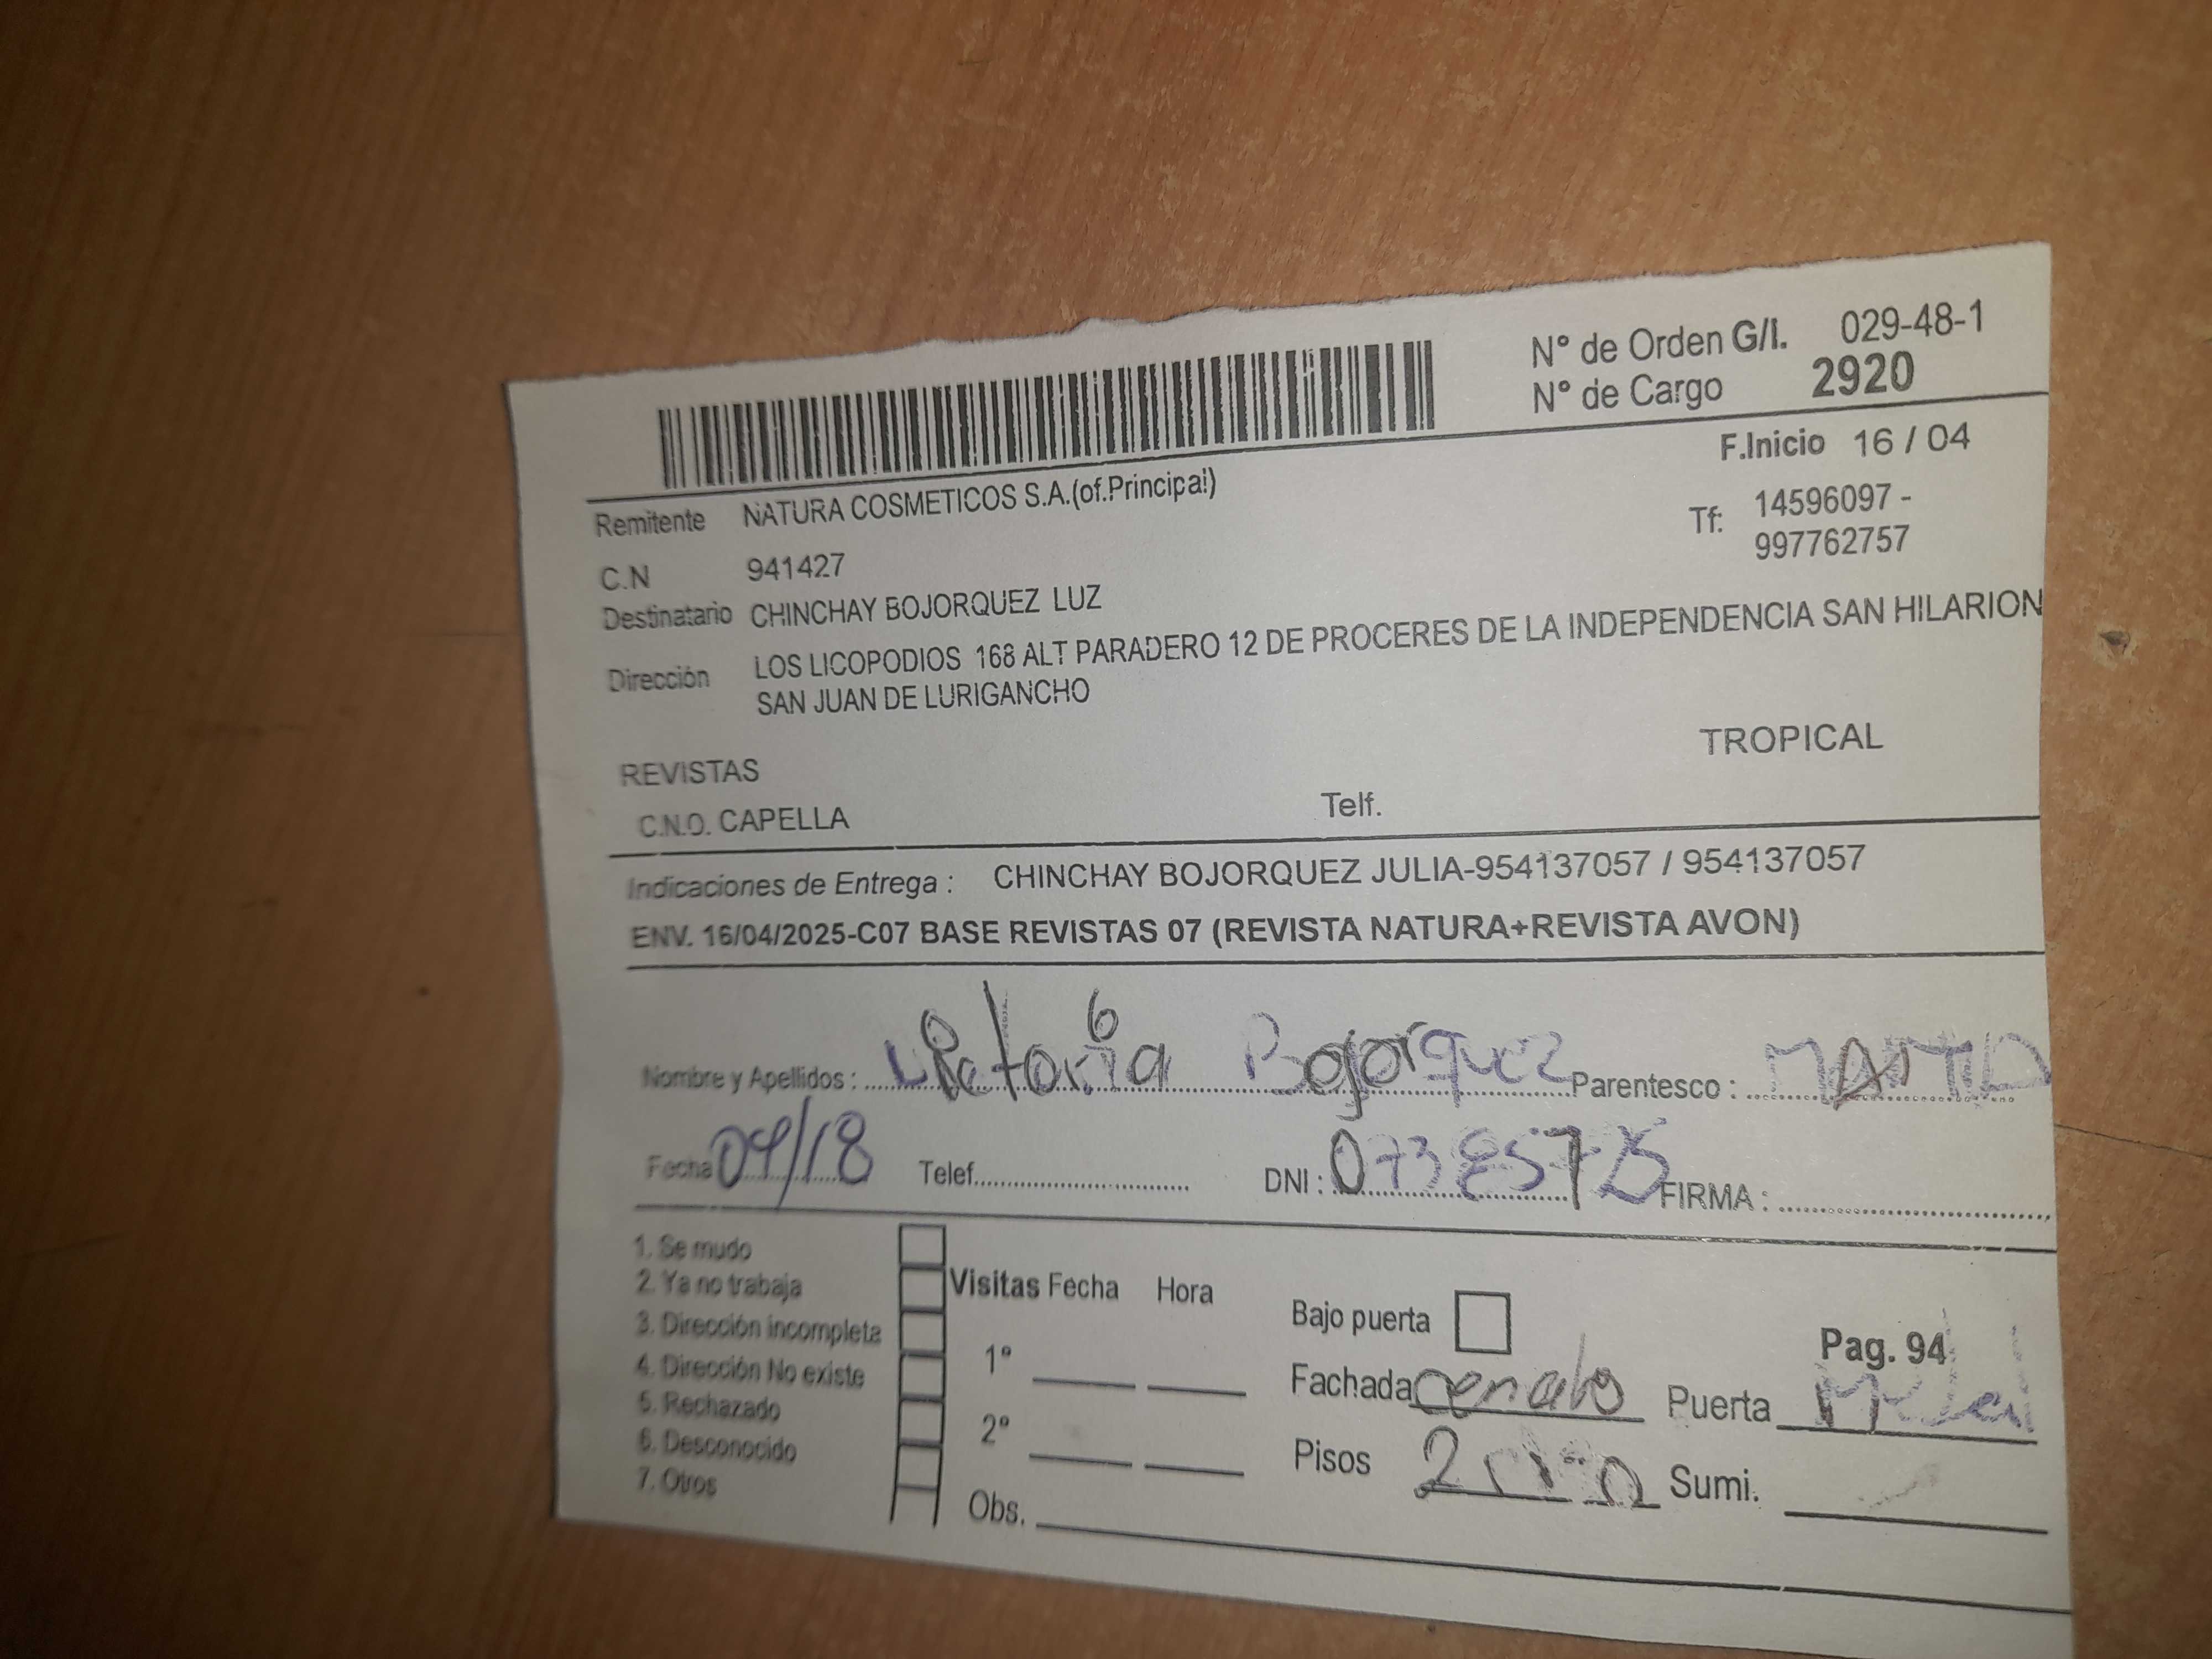 N° de Orden G/I. 029-48-1
N° de Cargo 2920
F.Inicio 16 / 04
Remitente NATURA COSMETICOS S.A.(of.Principal)
Tf: 14596097 -
997762757
C.N 941427
Destinatario CHINCHAY BOJORQUEZ LUZ
Dirección LOS LICOPODIOS 168 ALT PARADERO 12 DE PROCERES DE LA INDEPENDENCIA SAN HILARION
SAN JUAN DE LURIGANCHO
TROPICAL
REVISTAS
C.N.O. CAPELLA Telf.
Indicaciones de Entrega : CHINCHAY BOJORQUEZ JULIA-954137057 / 954137057
ENV. 16/04/2025-C07 BASE REVISTAS 07 (REVISTA NATURA+REVISTA AVON)
Nombre y Apellidos : Victoria Bojorquez Parentesco :
Fecha 04/18 Telef. DNI : FIRMA :
1. Se mudo
2. Ya no trabaja
3. Dirección incompleta
4. Dirección No existe
5. Rechazado
6. Desconocido
7. Otros
Visitas Fecha Hora
1°
2°
Obs.
Bajo puerta
Pag. 94
Fachada Puerta
Pisos 2 Sumi.